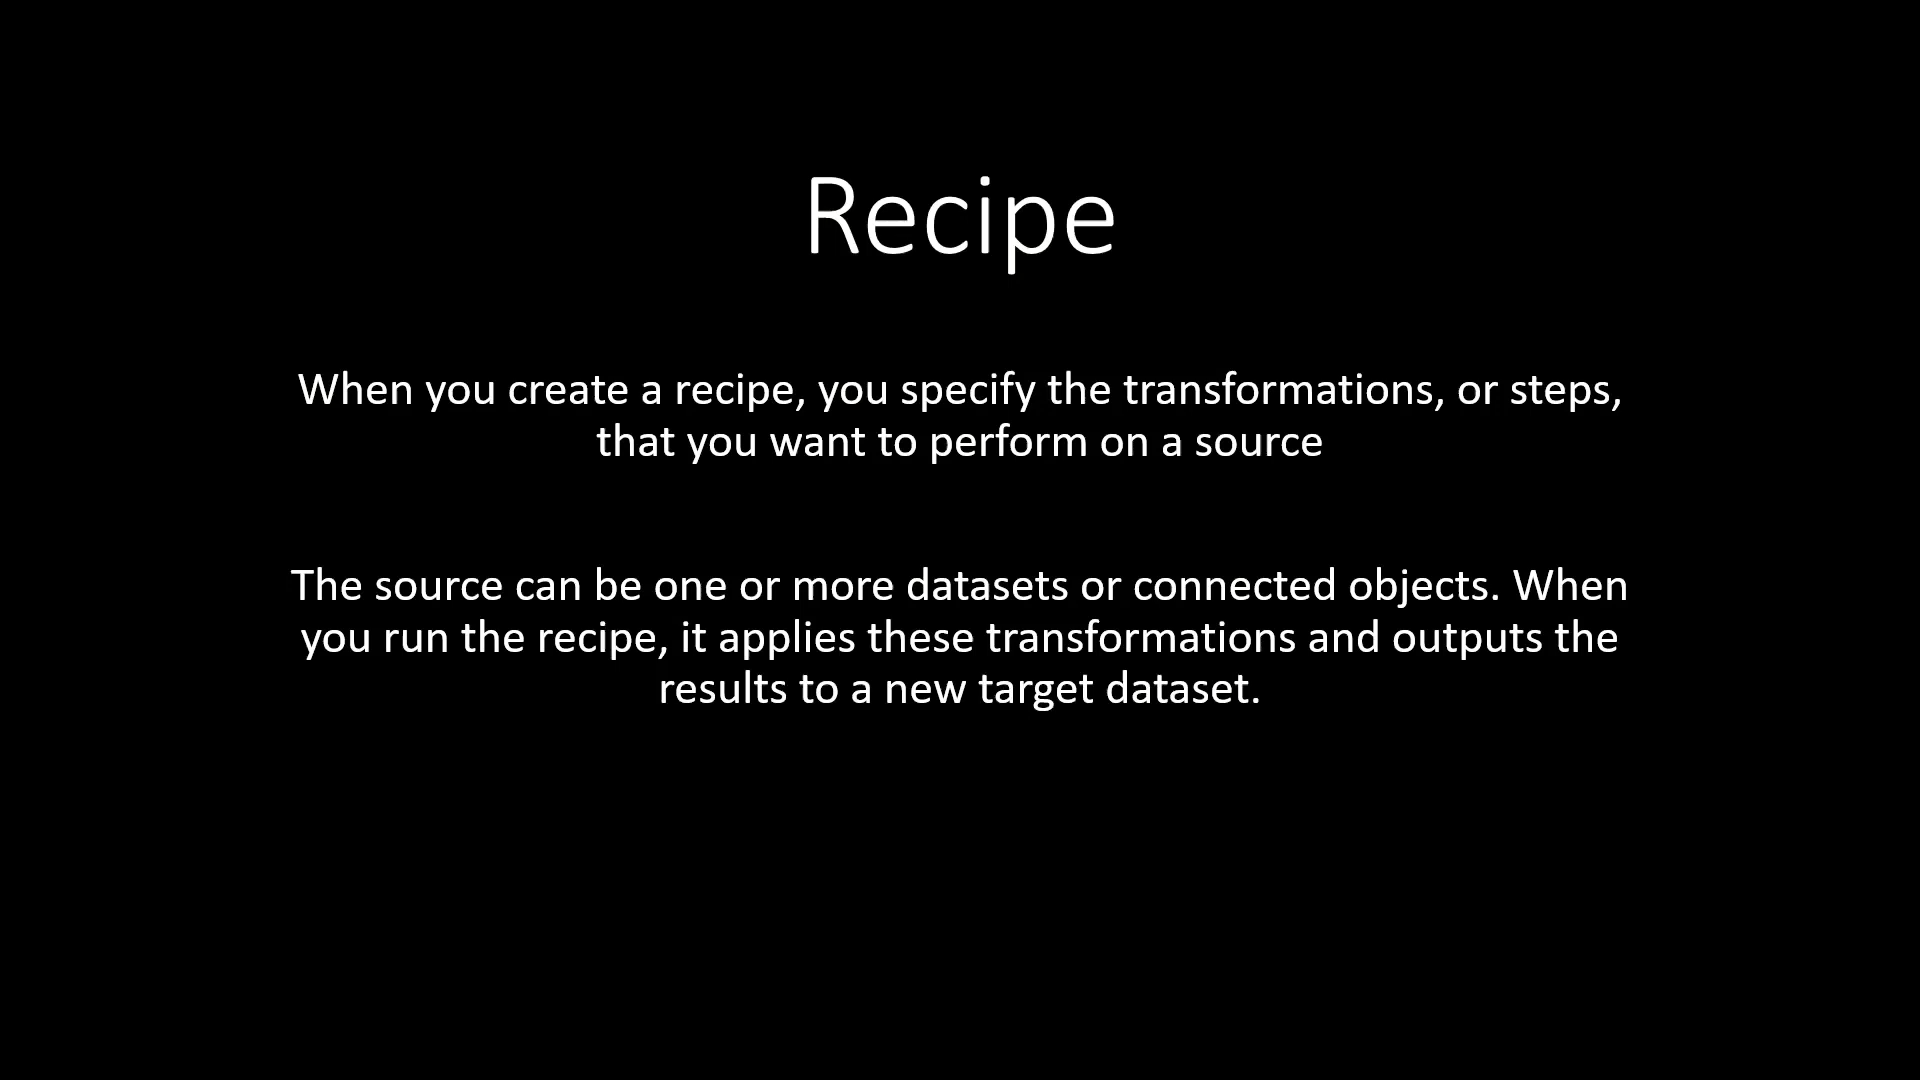 Recipe
When you create a recipe, you specify the transformations, or steps,
that you want to perform on a source
The source can be one or more datasets or connected objects. When
you run the recipe, it applies these transformations and outputs the
results to a new target dataset.